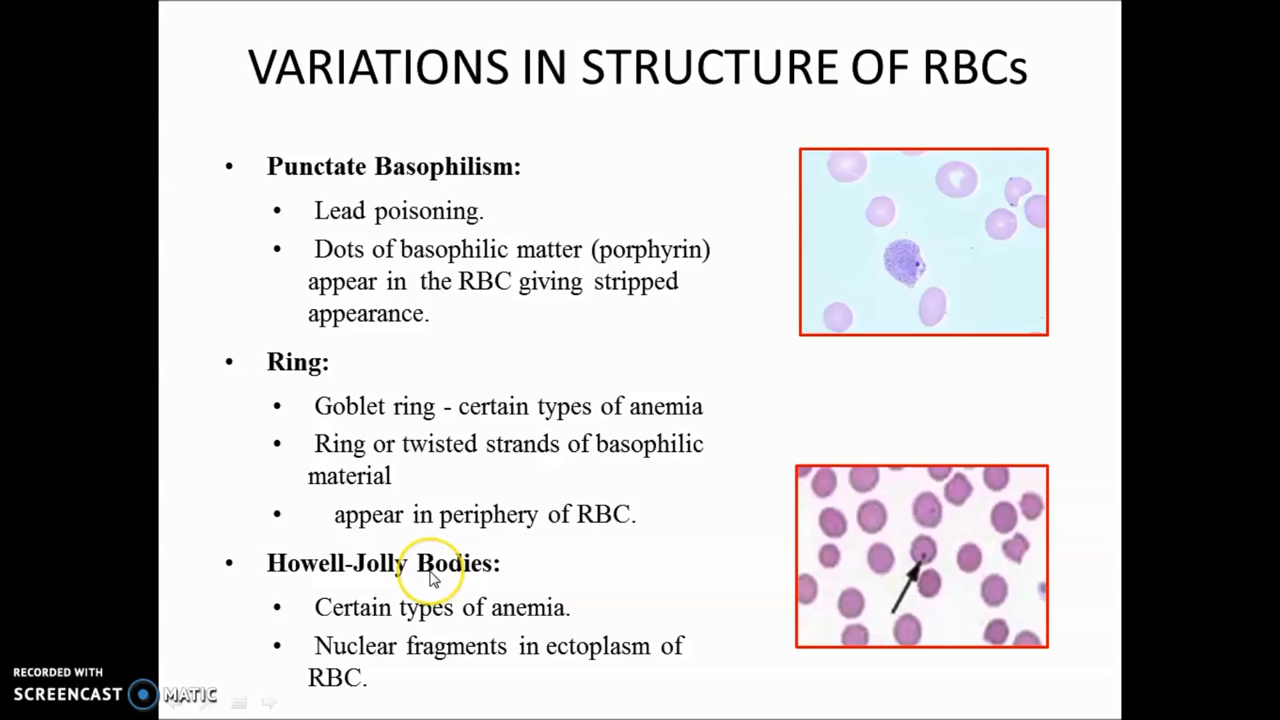 VARIATIONS IN STRUCTURE OF RBCs
• Punctate Basophilism:
• Lead poisoning.
• Dots of basophilic matter (porphyrin)
appear in the RBC giving stripped
appearance.
• Ring:
• Goblet ring - certain types of anemia
• Ring or twisted strands of basophilic
material
• appear in periphery of RBC.
• Howell-Jolly Bodies:
• Certain types of anemia.
• Nuclear fragments in ectoplasm of
RBC.
RECORDED WITH
SCREENCAST MATIC